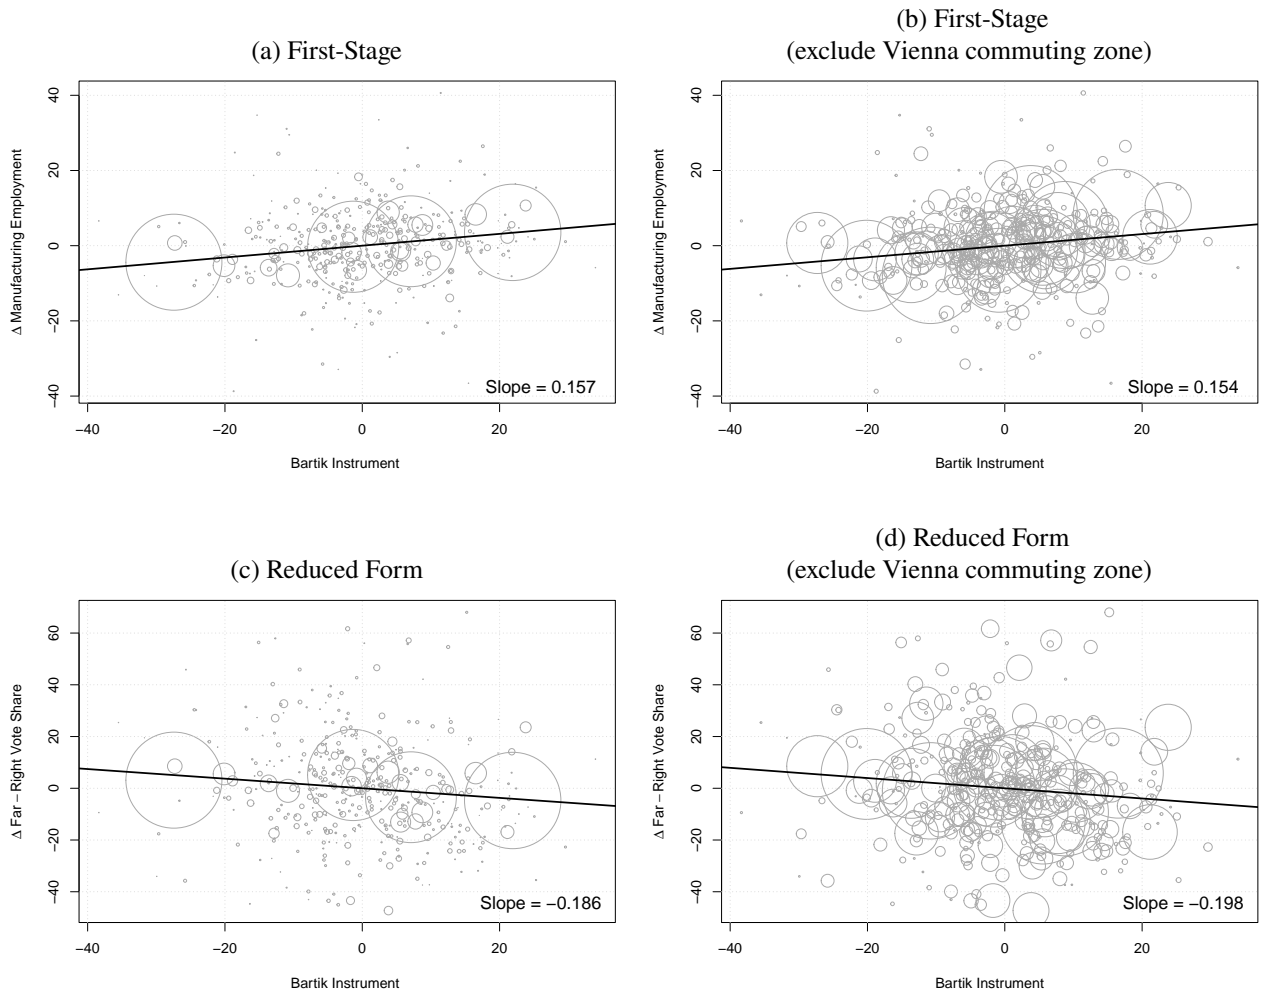 (a) First-Stage
(b) First-Stage
(exclude Vienna commuting zone)
Δ Manufacturing Employment
40
20
0
−20
−40
Slope = 0.157
−40
−20
0
20
Bartik Instrument
Δ Manufacturing Employment
40
20
0
−20
−40
Slope = 0.154
−40
−20
0
20
Bartik Instrument
(c) Reduced Form
(d) Reduced Form
(exclude Vienna commuting zone)
Δ Far − Right Vote Share
60
40
20
0
20
−40
Slope = −0.186
−40
−20
0
20
Bartik Instrument
Δ Far − Right Vote Share
60
40
20
0
20
−40
Slope = −0.198
−40
−20
0
20
Bartik Instrument